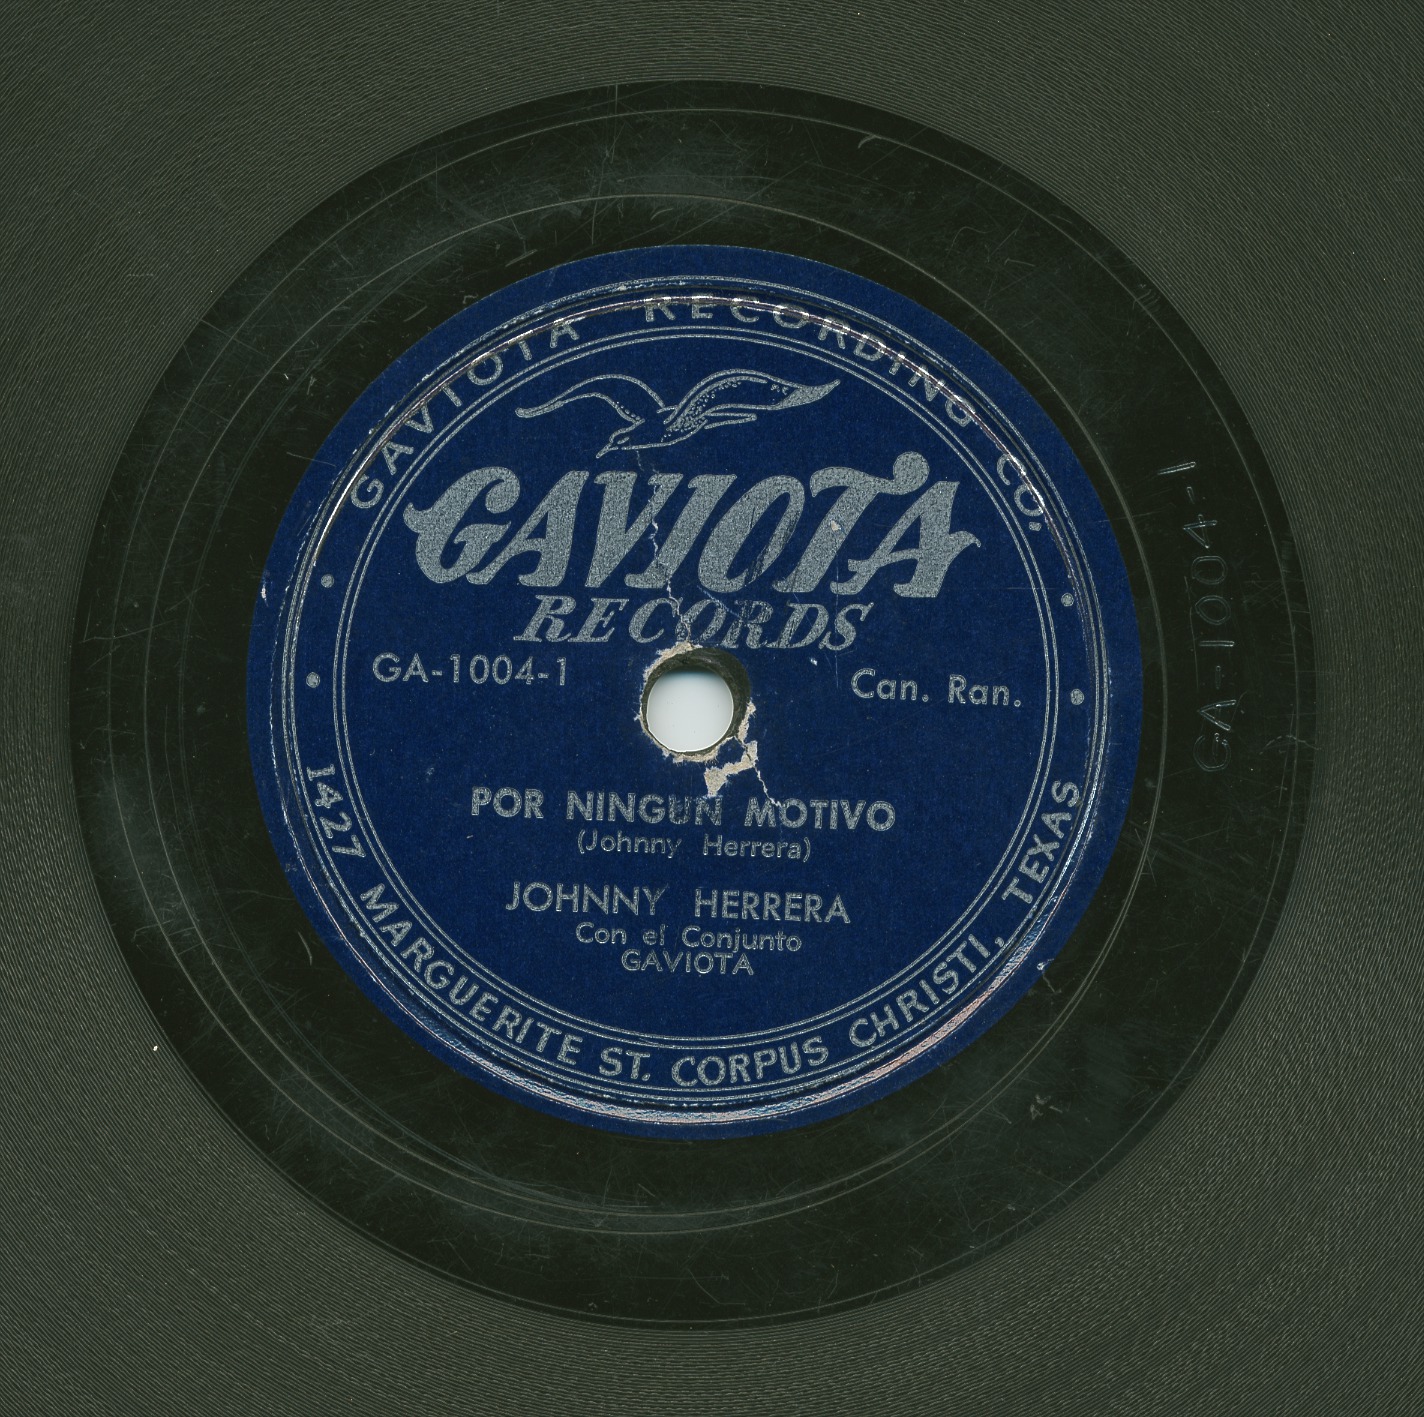 GAVIOTA RECORDING CO.
GAVIOTA
RECORDS
GA-1004-1
Can. Ran.
POR NINGUN MOTIVO
(Johnny Herrera)
JOHNNY HERRERA
Con el Conjunto
GAVIOTA
1427 MARGUERITE ST. CORPUS CHRISTI, TEXAS
GA-1004-1